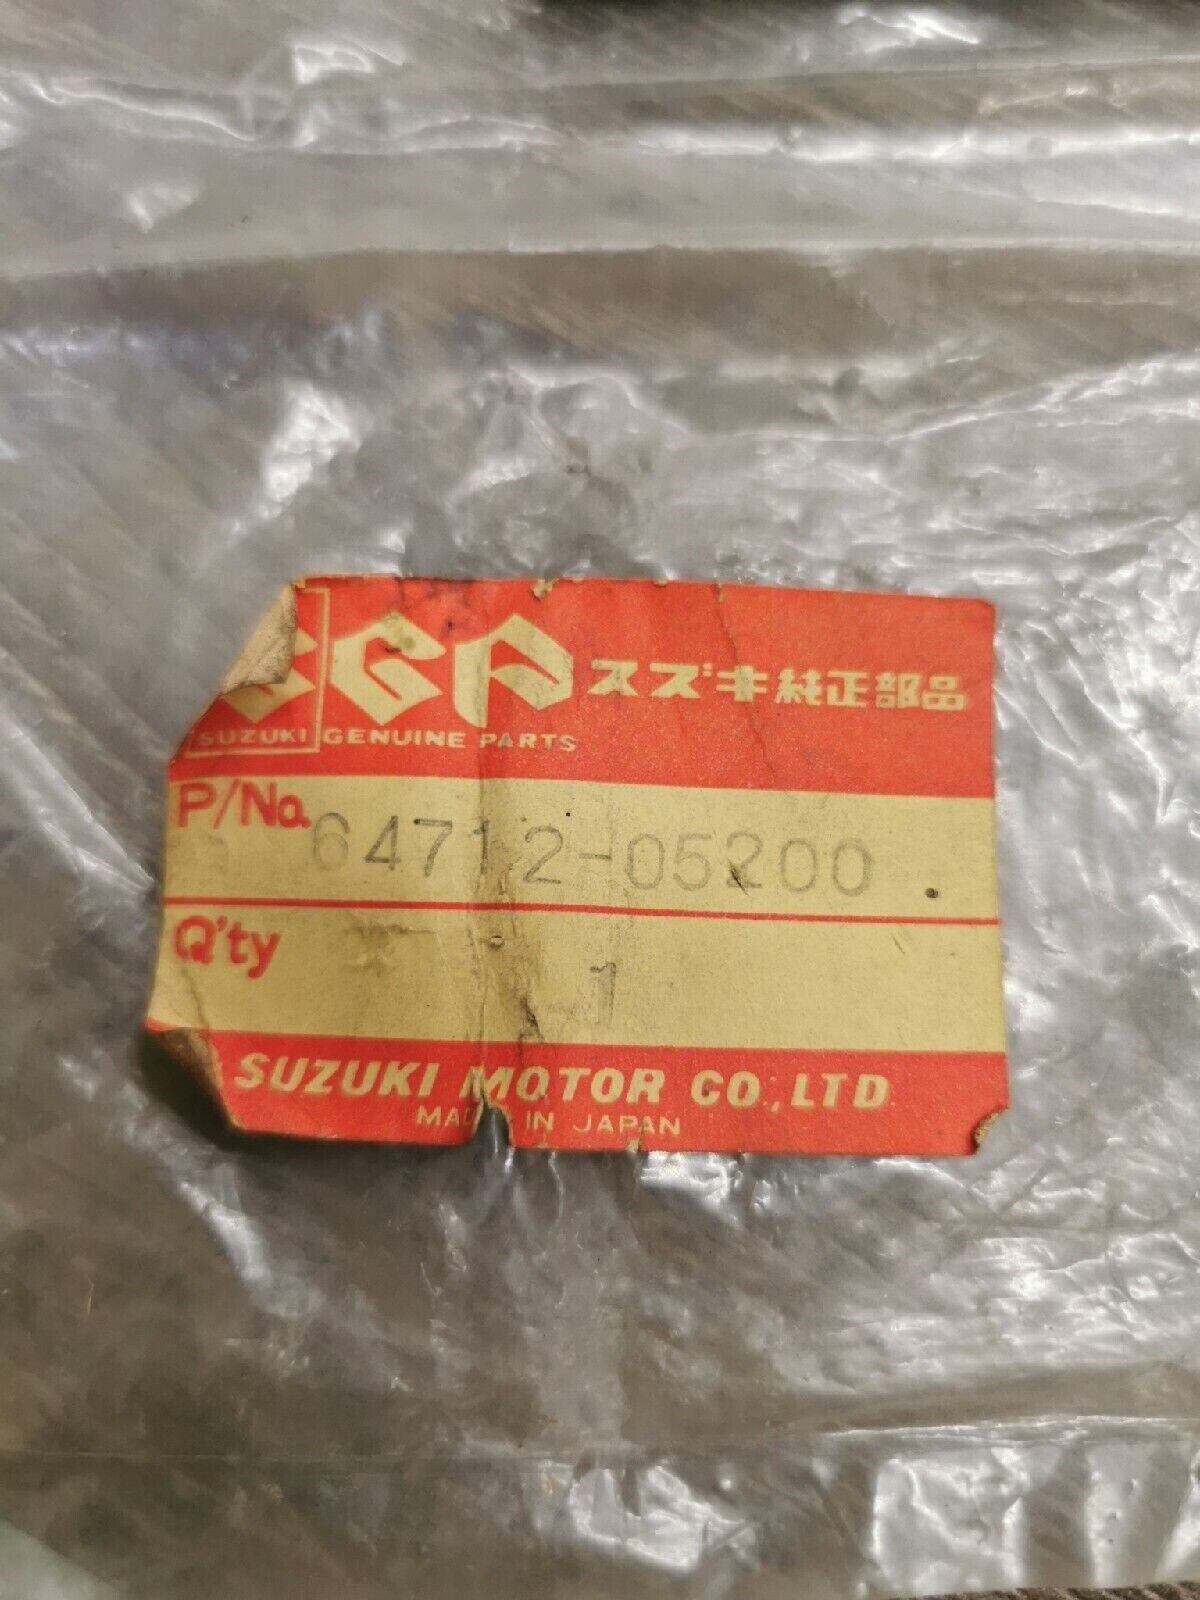 SGP スズキ純正部品
SUZUKI GENUINE PARTS
P/No. 64712-05200
Q'ty 1
SUZUKI MOTOR CO., LTD.
MADE IN JAPAN